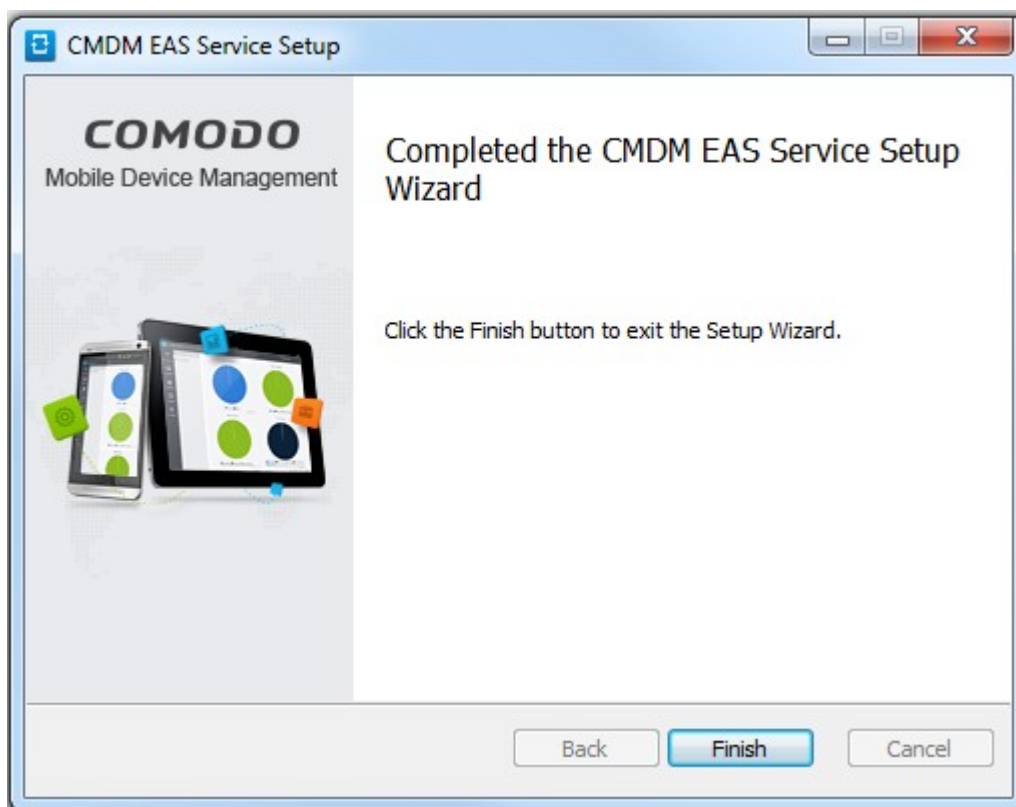 CMDM EAS Service Setup
COMODO
Mobile Device Management
Completed the CMDM EAS Service Setup
Wizard
Click the Finish button to exit the Setup Wizard.
Back
Finish
Cancel